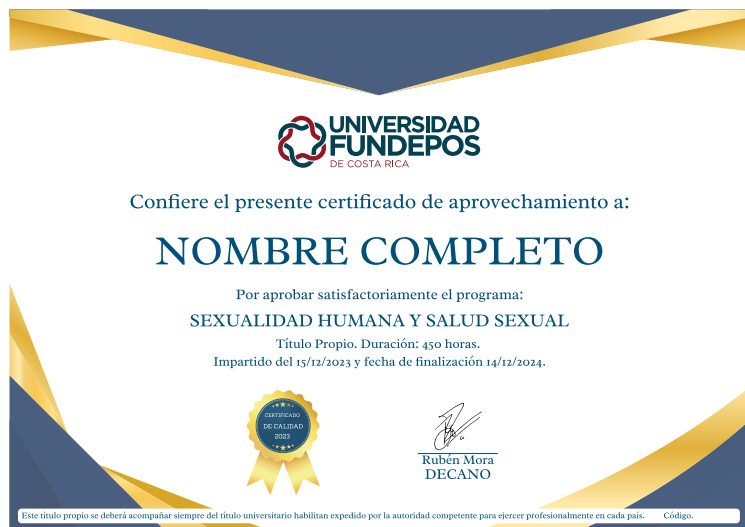 UNIVERSIDAD
FUNDEPOS
DE COSTA RICA
Confiere el presente certificado de aprovechamiento a:
NOMBRE COMPLETO
Por aprobar satisfactoriamente el programa:
SEXUALIDAD HUMANA Y SALUD SEXUAL
Título Propio. Duración: 450 horas.
Impartido del 15/12/2023 y fecha de finalización 14/12/2024.
CERTIFICADO
DE CALIDAD
2023
Rubén Mora
DECANO
Este título propio se deberá acompañar siempre del título universitario habilitan expedido por la autoridad competente para ejercer profesionalmente en cada país. Código.